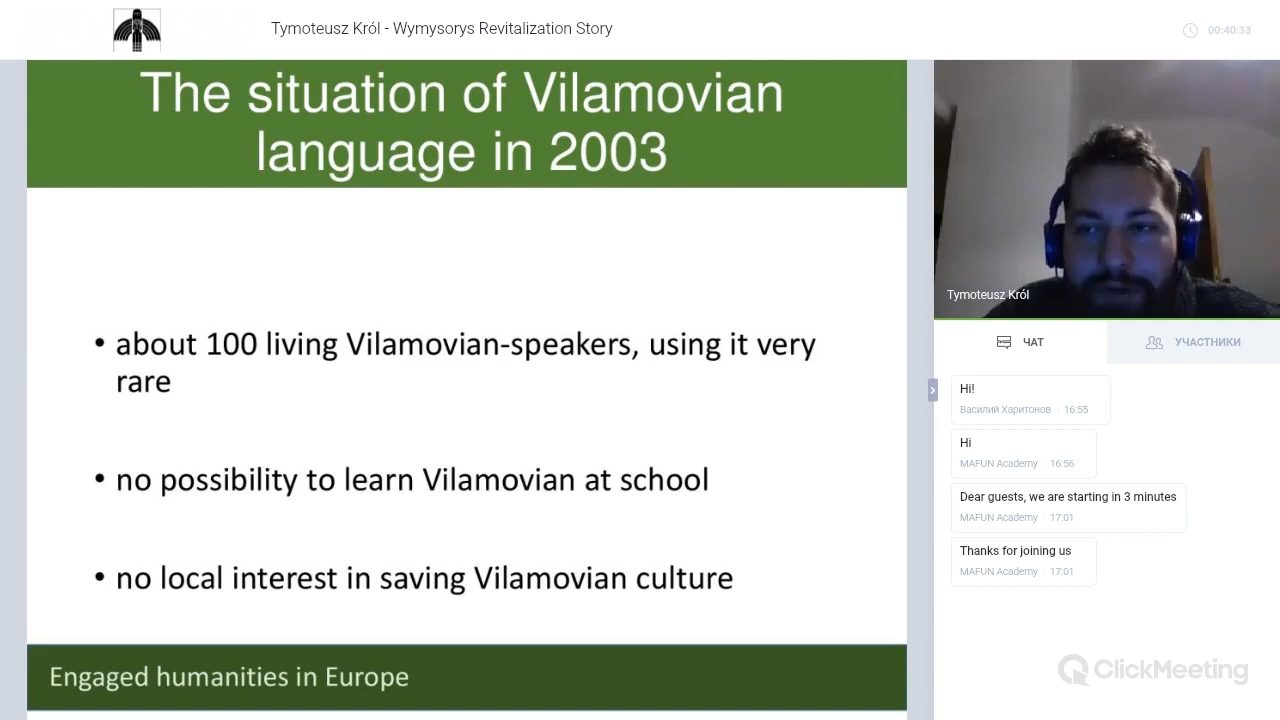 Tymoteusz Król - Wymysorys Revitalization Story
00:40:33
The situation of Vilamovian
language in 2003
• about 100 living Vilamovian-speakers, using it very
rare
• no possibility to learn Vilamovian at school
• no local interest in saving Vilamovian culture
Engaged humanities in Europe
Tymoteusz Król
ЧАТ
УЧАСТНИКИ
Hi!
Василий Харитонов · 16:55
Hi
MAFUN Academy · 16:56
Dear guests, we are starting in 3 minutes
MAFUN Academy · 17:01
Thanks for joining us
MAFUN Academy · 17:01
ClickMeeting